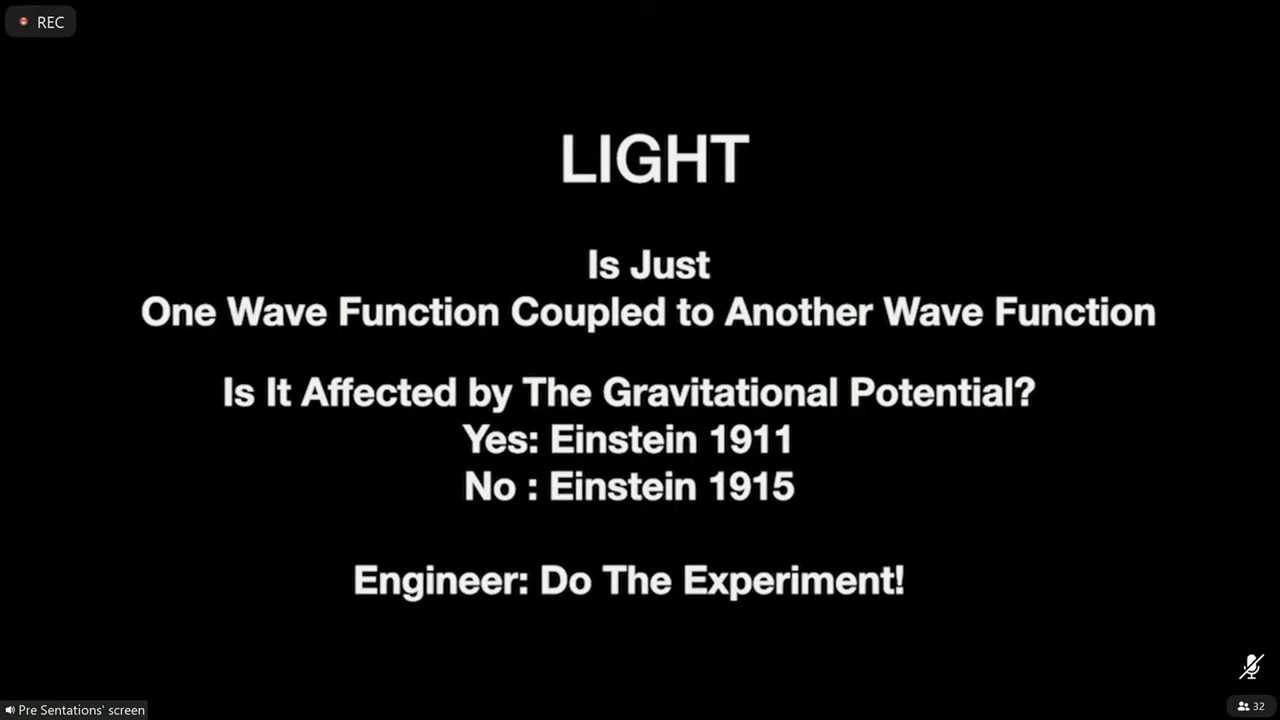 REC
LIGHT
Is Just
One Wave Function Coupled to Another Wave Function
Is It Affected by The Gravitational Potential?
Yes: Einstein 1911
No : Einstein 1915
Engineer: Do The Experiment!
Pre Sentations' screen
32